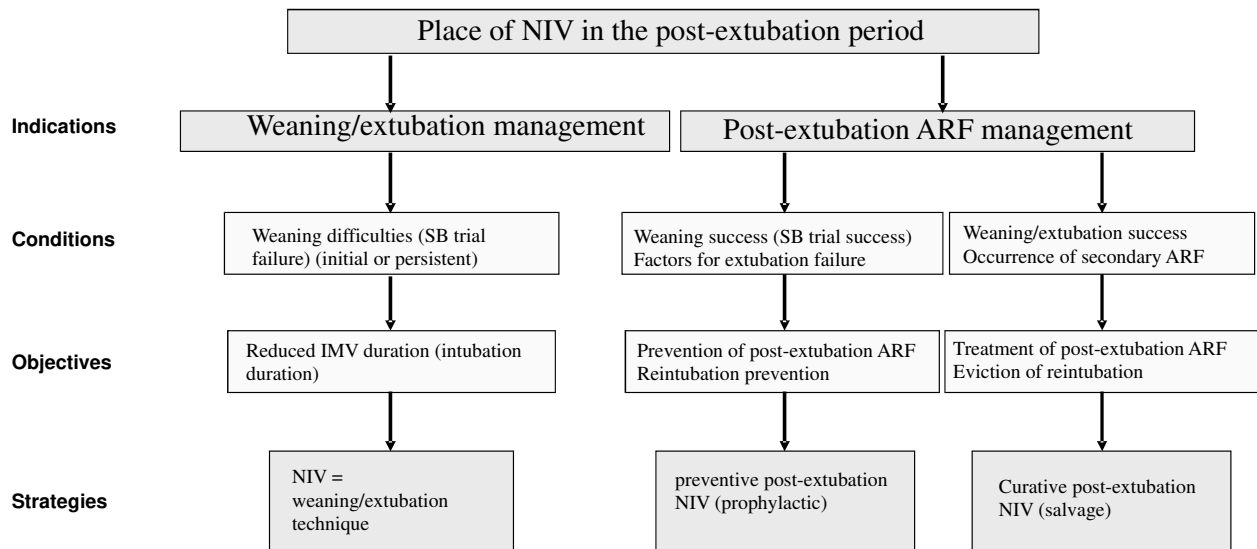 Place of NIV in the post-extubation period
Indications
Weaning/extubation management
Post-extubation ARF management
Conditions
Weaning difficulties (SB trial
failure) (initial or persistent)
Weaning success (SB trial success)
Factors for extubation failure
Weaning/extubation success
Occurrence of secondary ARF
Objectives
Reduced IMV duration (intubation
duration)
Prevention of post-extubation ARF
Reintubation prevention
Treatment of post-extubation ARF
Eviction of reintubation
Strategies
NIV =
weaning/extubation
technique
preventive post-extubation
NIV (prophylactic)
Curative post-extubation
NIV (salvage)